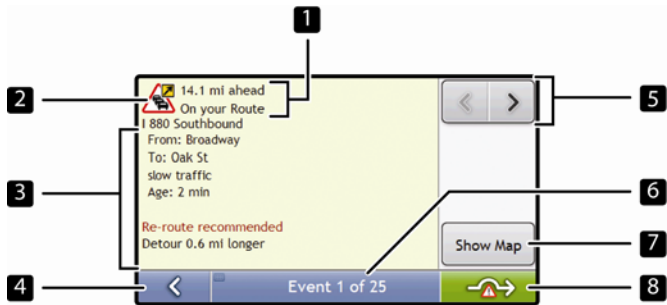 1
2
14.1 mi ahead
On your Route
3
I 880 Southbound
From: Broadway
To: Oak St
slow traffic
Age: 2 min
Re-route recommended
Detour 0.6 mi longer
4
Event 1 of 25
5
6
Show Map
7
8